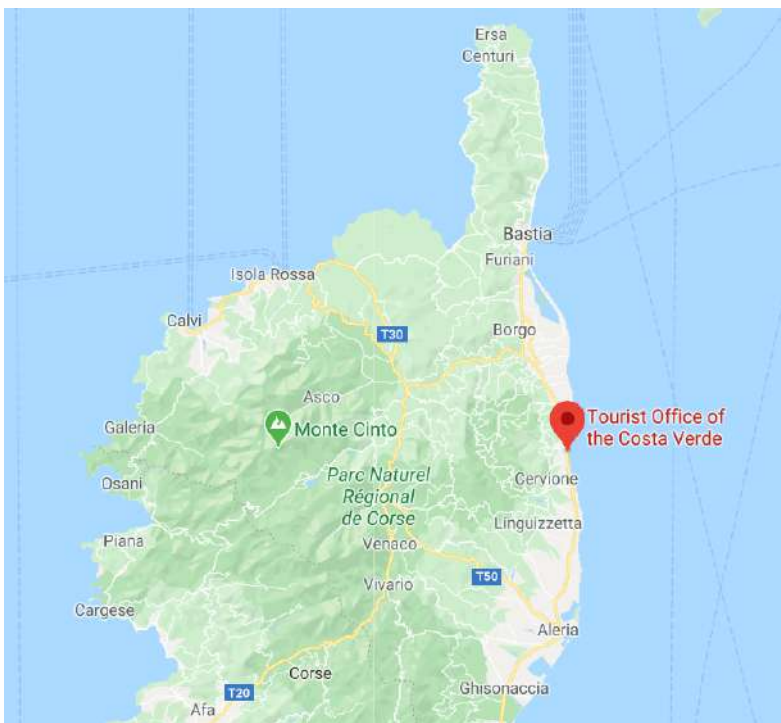 Ersa
Centuri
Bastia
Furiani
Isola Rossa
Calvi
Borgo
T30
Asco
Tourist Office of
the Costa Verde
Galeria
Monte Cinto
Parc Naturel
Régional
de Corse
Osani
Cervione
Linguizzetta
Piana
Venaco
T50
Vivario
Cargese
Aleria
Corse
Ghisonaccia
T20
Afa